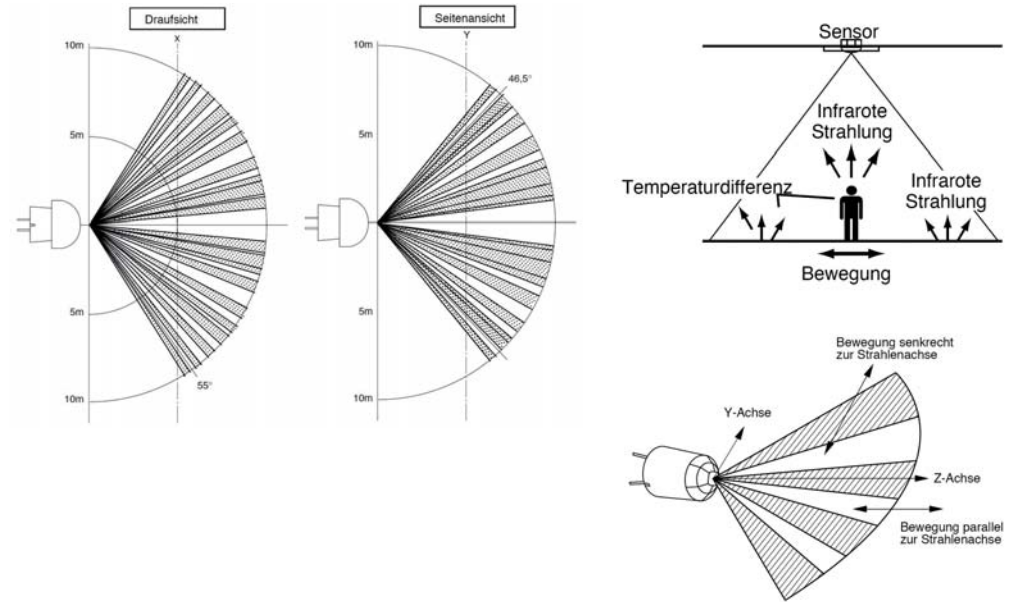 Draufsicht
X
10m
5m
5m
10m
55°
Seitenansicht
Y
10m
5m
5m
10m
46,5°
Sensor
Infrarote
Strahlung
Temperaturdifferenz
Infrarote
Strahlung
Bewegung
Bewegung senkrecht
zur Strahlenachse
Y-Achse
Z-Achse
Bewegung parallel
zur Strahlenachse